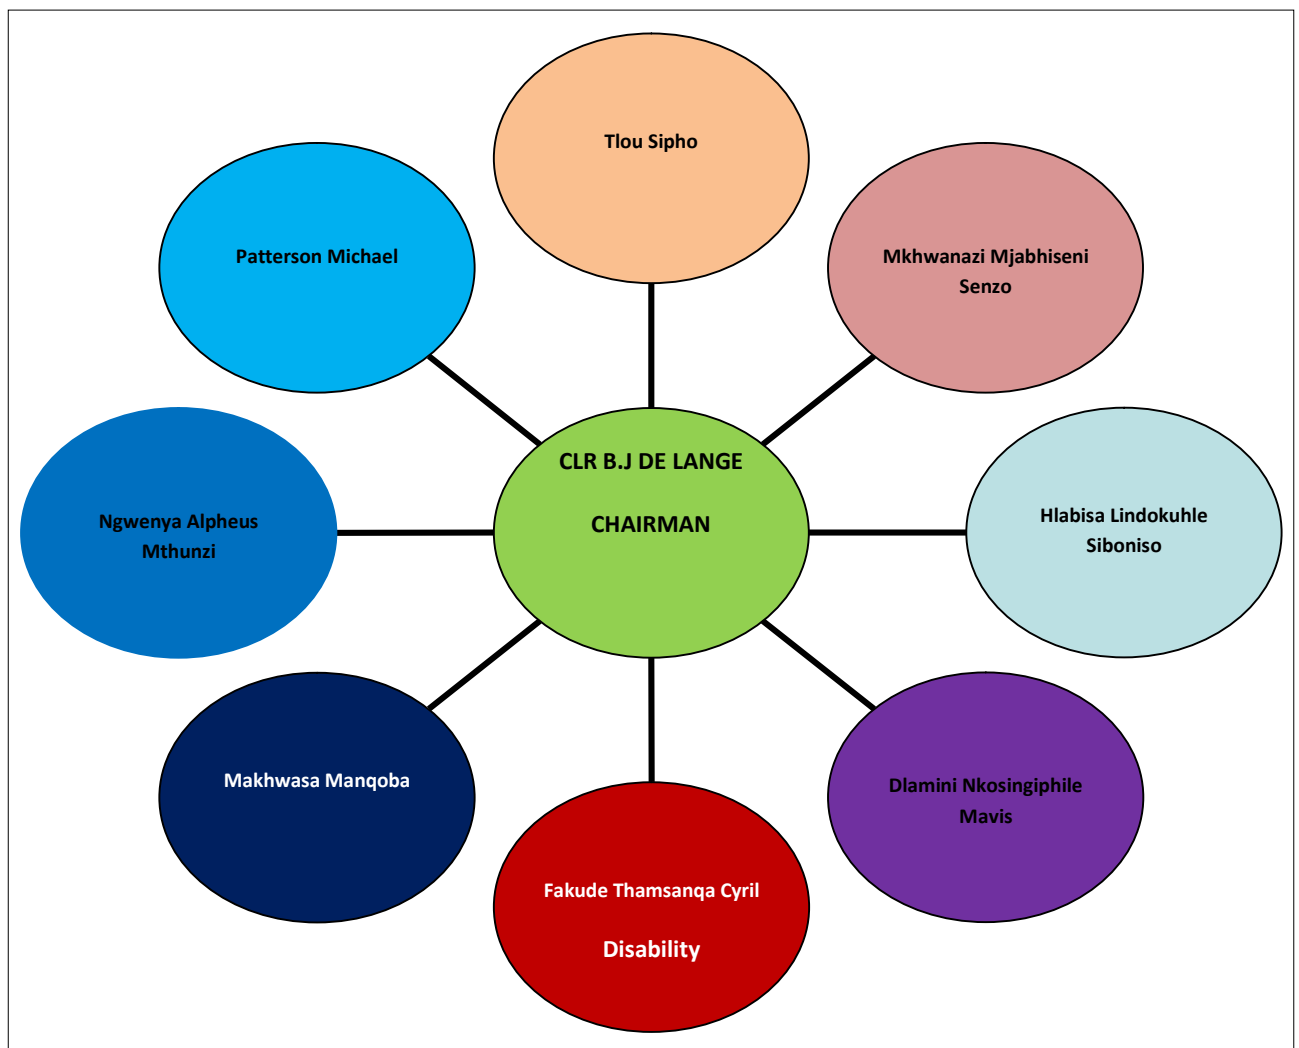 Tlou Sipho
Patterson Michael
Mkhwanazi Mjabhiseni
Senzo
CLR B.J DE LANGE
CHAIRMAN
Ngwenya Alpheus
Mthunzi
Hlabisa Lindokuhle
Siboniso
Makhwasa Manqoba
Dlamini Nkosingiphile
Mavis
Fakude Thamsanqa Cyril
Disability